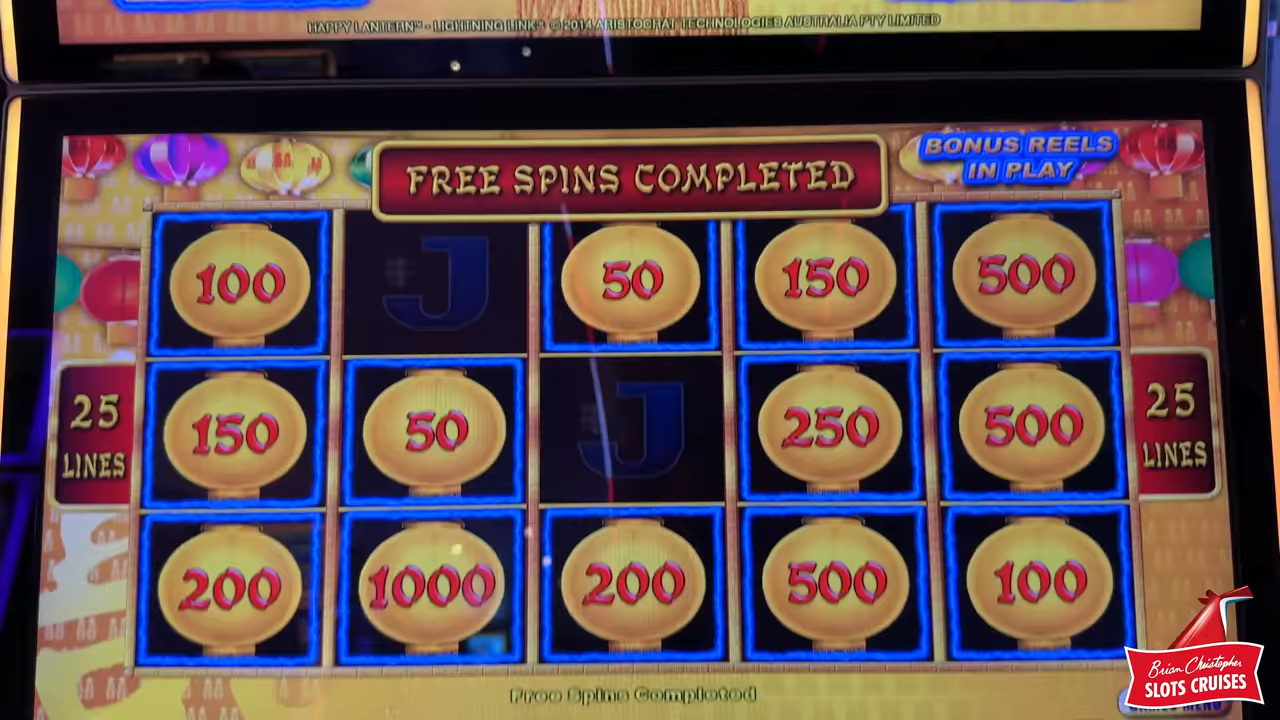 HAPPY LANTERN™ - LIGHTNING LINK™ ©2014 ARISTOCRAT TECHNOLOGIES AUSTRALIA PTY LIMITED
FREE SPINS COMPLETED
BONUS REELS
IN PLAY
100 J 50 150 500
25
LINES
150 50 J 250 500
25
LINES
200 1000 200 500 100
Free Spins Completed
Brian Christopher
SLOTS CRUISES